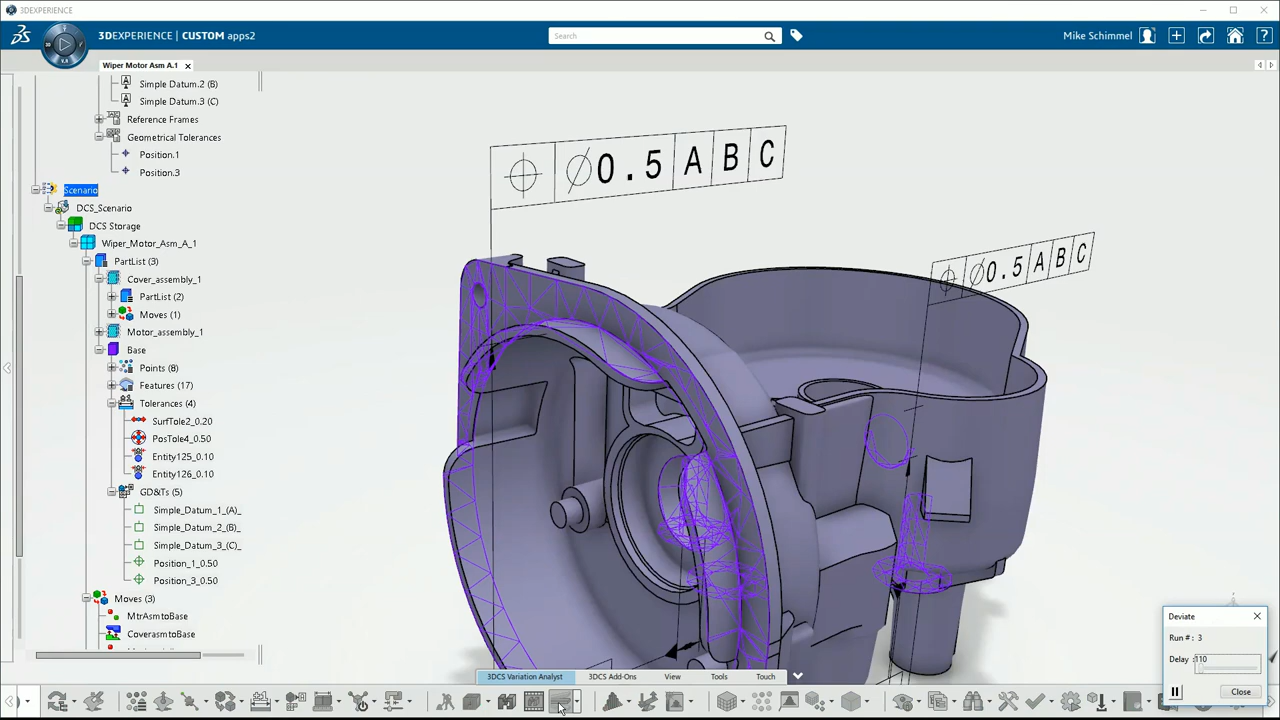 3DEXPERIENCE
3DEXPERIENCE | CUSTOM apps2
Search
Mike Schimmel
Wiper Motor Asm A.1
Simple Datum.2 (B)
Simple Datum.3 (C)
Reference Frames
Geometrical Tolerances
Position.1
Position.3
Scenario
DCS_Scenario
DCS Storage
Wiper_Motor_Asm_A_1
PartList (3)
Cover_assembly_1
PartList (2)
Moves (1)
Motor_assembly_1
Base
Points (8)
Features (17)
Tolerances (4)
SurfTole2_0.20
PosTole4_0.50
Entity125_0.10
Entity126_0.10
GD&Ts (5)
Simple_Datum_1_(A)_
Simple_Datum_2_(B)_
Simple_Datum_3_(C)_
Position_1_0.50
Position_3_0.50
Moves (3)
MtrAsmtoBase
CoverasmtoBase
⌀0.5 A B C
⌀0.5 A B C
Deviate
Run # : 3
Delay : 110
Close
3DCS Variation Analyst
3DCS Add-Ons
View
Tools
Touch